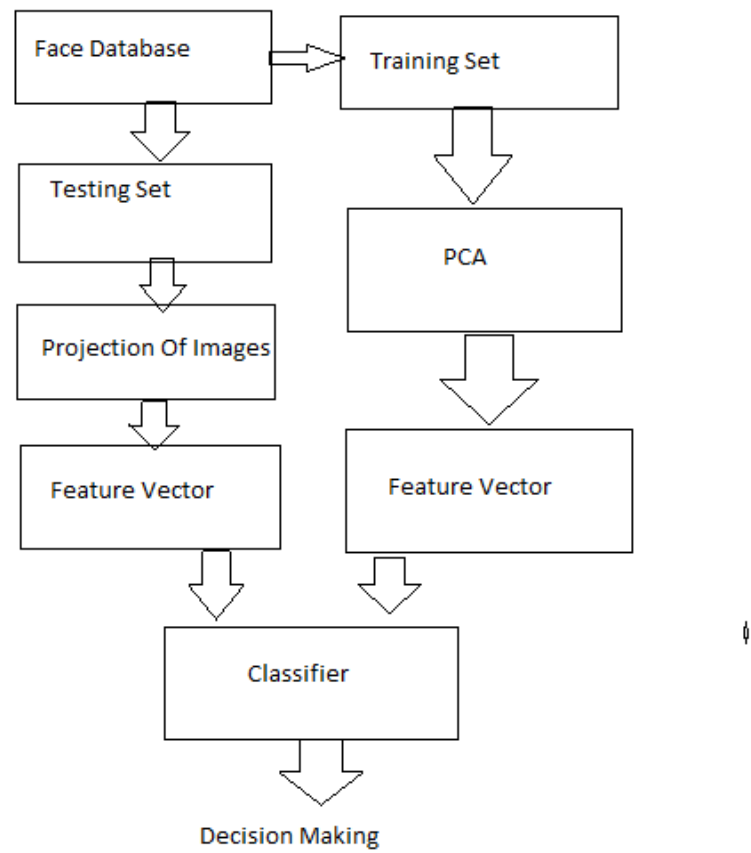 Face Database
Training Set
Testing Set
PCA
Projection Of Images
Feature Vector
Feature Vector
Classifier
Decision Making